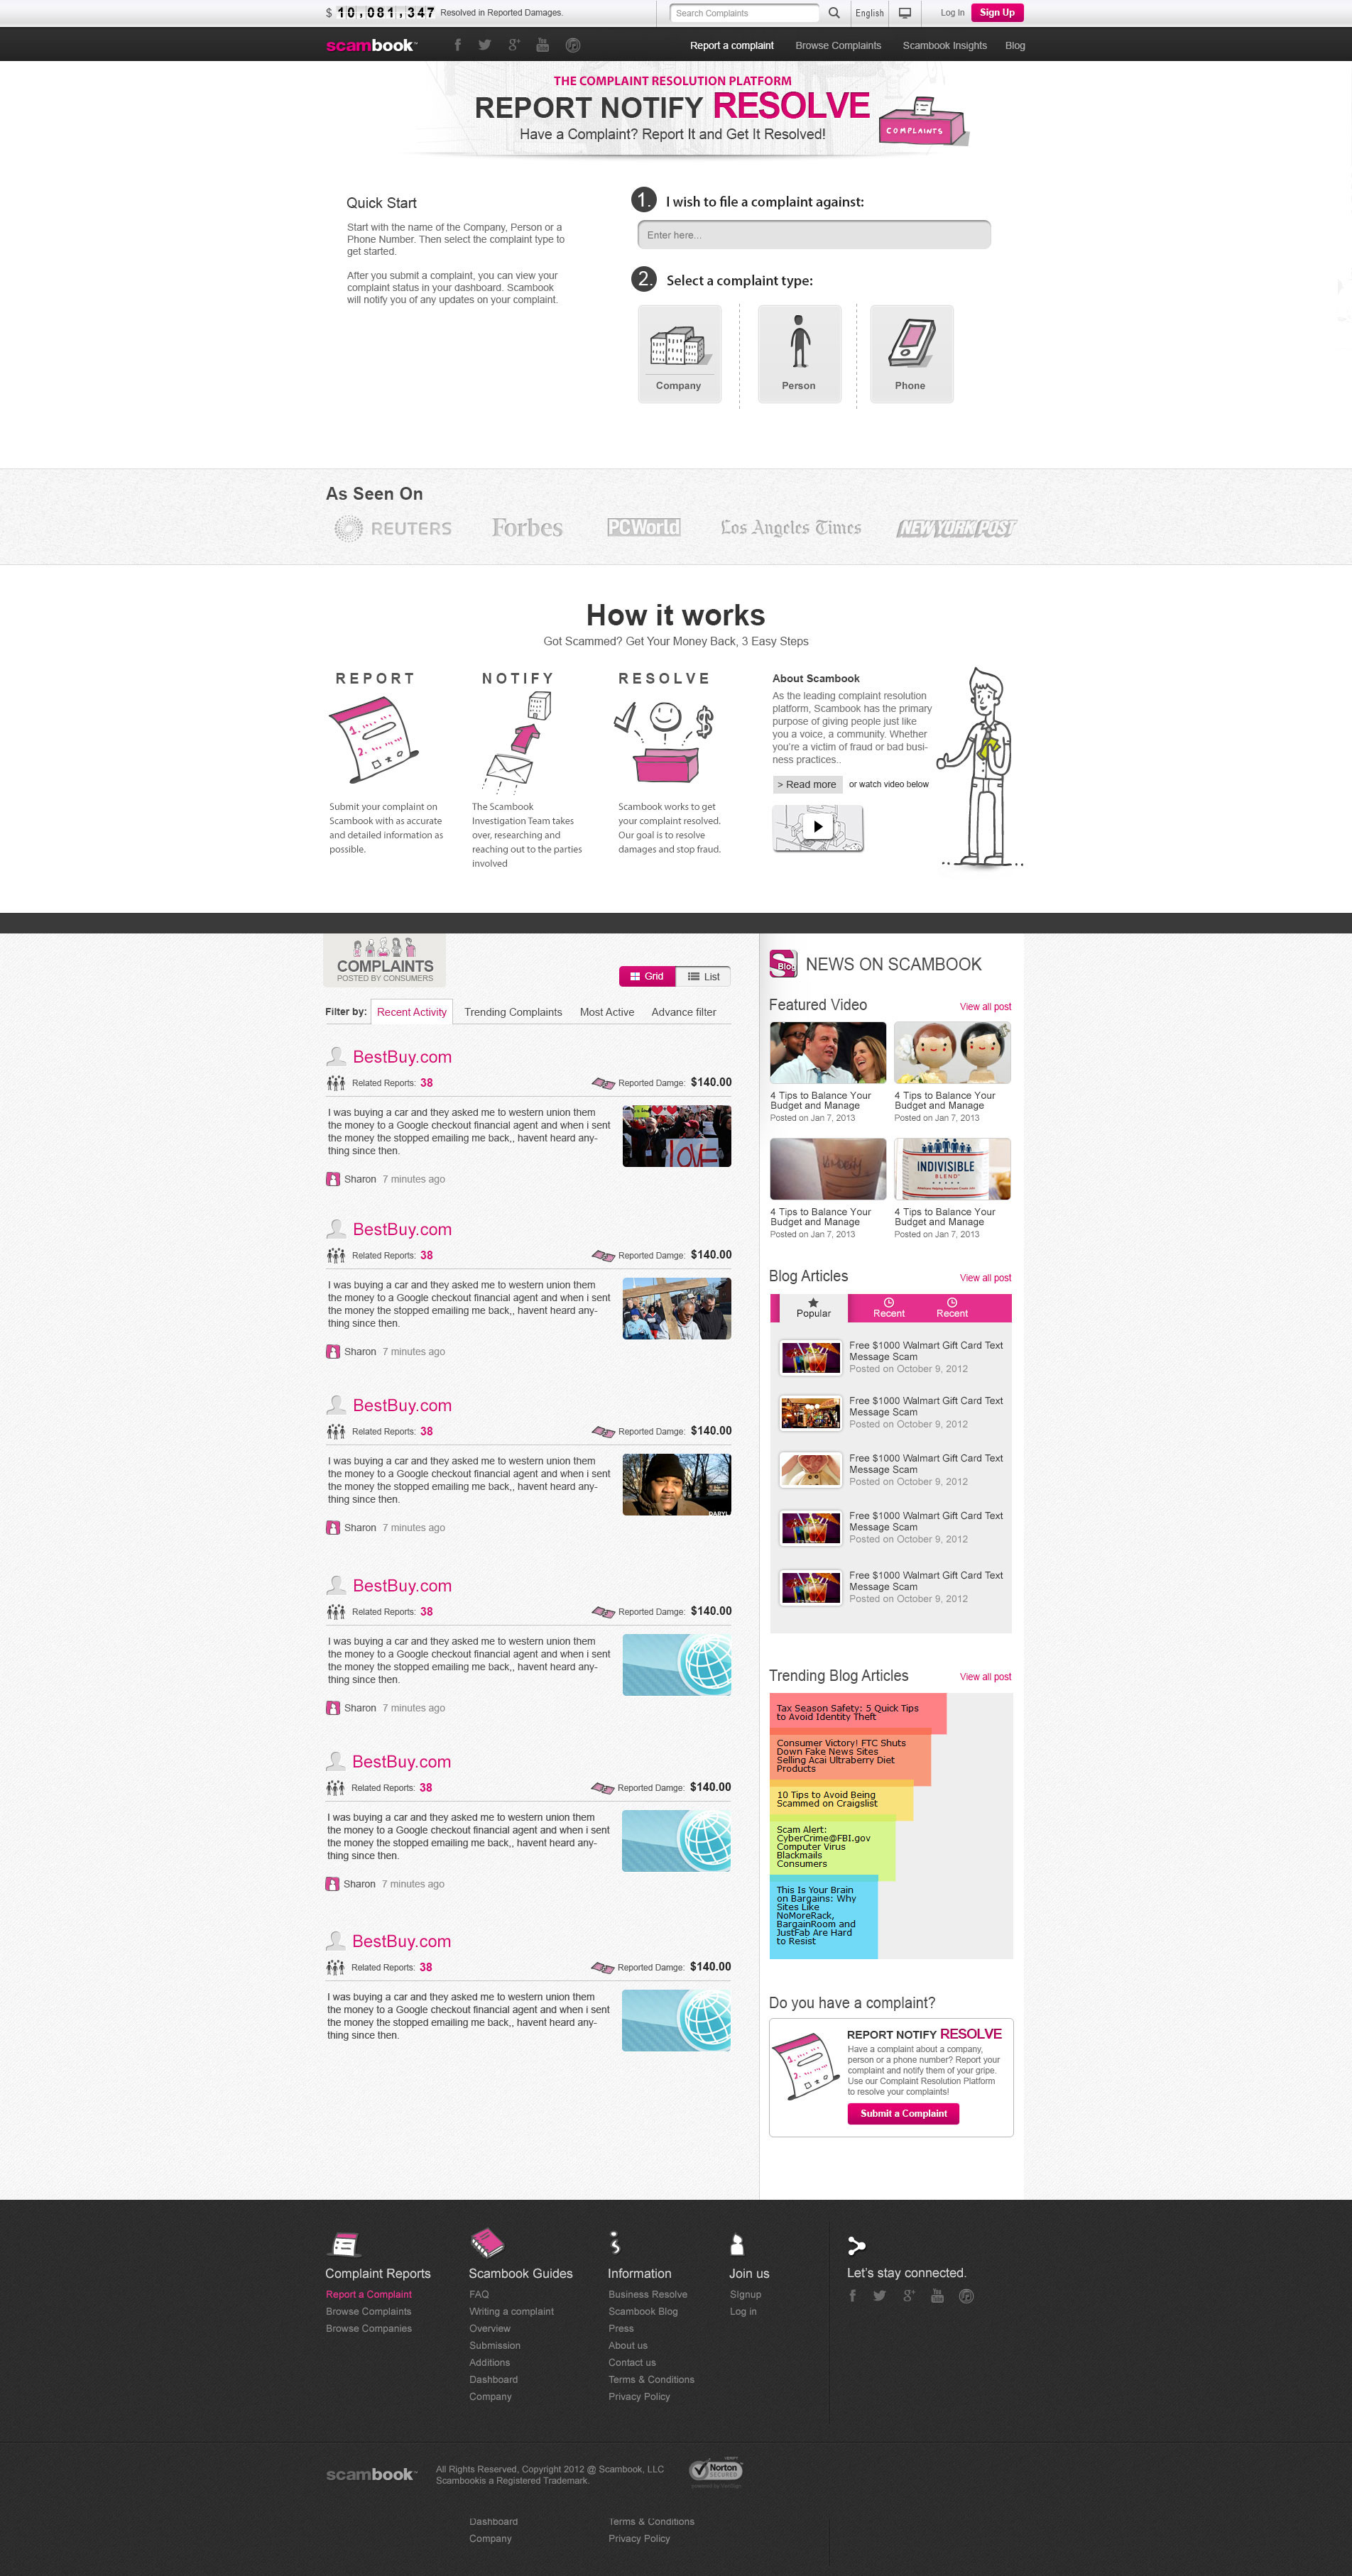 $ 10,081,347 Resolved in Reported Damages.
Search Complaints
English
Log In
Sign Up
scambook
Report a complaint
Browse Complaints
Scambook Insights
Blog
THE COMPLAINT RESOLUTION PLATFORM
REPORT NOTIFY RESOLVE
Have a Complaint? Report It and Get It Resolved!
COMPLAINTS
Quick Start
Start with the name of the Company, Person or a
Phone Number. Then select the complaint type to
get started.
After you submit a complaint, you can view your
complaint status in your dashboard. Scambook
will notify you of any updates on your complaint.
1. I wish to file a complaint against:
Enter here...
2. Select a complaint type:
Company
Person
Phone
As Seen On
REUTERS
Forbes
PCWorld
Los Angeles Times
NEW YORK POST
How it works
Got Scammed? Get Your Money Back, 3 Easy Steps
REPORT
Submit your complaint on
Scambook with as accurate
and detailed information as
possible.
NOTIFY
The Scambook
Investigation Team takes
over, researching and
reaching out to the parties
involved
RESOLVE
Scambook works to get
your complaint resolved.
Our goal is to resolve
damages and stop fraud.
About Scambook
As the leading complaint resolution
platform, Scambook has the primary
purpose of giving people just like
you a voice, a community. Whether
you're a victim of fraud or bad busi-
ness practices..
> Read more
or watch video below
COMPLAINTS
POSTED BY CONSUMERS
Grid
List
Filter by:
Recent Activity
Trending Complaints
Most Active
Advance filter
BestBuy.com
Related Reports: 38
Reported Damge: $140.00
I was buying a car and they asked me to western union them
the money to a Google checkout financial agent and when i sent
the money the stopped emailing me back,, havent heard any-
thing since then.
LOVE
Sharon 7 minutes ago
BestBuy.com
Related Reports: 38
Reported Damge: $140.00
I was buying a car and they asked me to western union them
the money to a Google checkout financial agent and when i sent
the money the stopped emailing me back,, havent heard any-
thing since then.
Sharon 7 minutes ago
BestBuy.com
Related Reports: 38
Reported Damge: $140.00
I was buying a car and they asked me to western union them
the money to a Google checkout financial agent and when i sent
the money the stopped emailing me back,, havent heard any-
thing since then.
DARYL
Sharon 7 minutes ago
BestBuy.com
Related Reports: 38
Reported Damge: $140.00
I was buying a car and they asked me to western union them
the money to a Google checkout financial agent and when i sent
the money the stopped emailing me back,, havent heard any-
thing since then.
Sharon 7 minutes ago
BestBuy.com
Related Reports: 38
Reported Damge: $140.00
I was buying a car and they asked me to western union them
the money to a Google checkout financial agent and when i sent
the money the stopped emailing me back,, havent heard any-
thing since then.
Sharon 7 minutes ago
BestBuy.com
Related Reports: 38
Reported Damge: $140.00
I was buying a car and they asked me to western union them
the money to a Google checkout financial agent and when i sent
the money the stopped emailing me back,, havent heard any-
thing since then.
Blog
NEWS ON SCAMBOOK
Featured Video
View all post
4 Tips to Balance Your
Budget and Manage
Posted on Jan 7, 2013
4 Tips to Balance Your
Budget and Manage
Posted on Jan 7, 2013
INDIVISIBLE
BLEND
4 Tips to Balance Your
Budget and Manage
Posted on Jan 7, 2013
4 Tips to Balance Your
Budget and Manage
Posted on Jan 7, 2013
Blog Articles
View all post
Popular
Recent
Recent
Free $1000 Walmart Gift Card Text
Message Scam
Posted on October 9, 2012
Free $1000 Walmart Gift Card Text
Message Scam
Posted on October 9, 2012
Free $1000 Walmart Gift Card Text
Message Scam
Posted on October 9, 2012
Free $1000 Walmart Gift Card Text
Message Scam
Posted on October 9, 2012
Free $1000 Walmart Gift Card Text
Message Scam
Posted on October 9, 2012
Trending Blog Articles
View all post
Tax Season Safety: 5 Quick Tips
to Avoid Identity Theft
Consumer Victory! FTC Shuts
Down Fake News Sites
Selling Acai Ultraberry Diet
Products
10 Tips to Avoid Being
Scammed on Craigslist
Scam Alert:
CyberCrime@FBI.gov
Computer Virus
Blackmails
Consumers
This Is Your Brain
on Bargains: Why
Sites Like
NoMoreRack,
BargainRoom and
JustFab Are Hard
to Resist
Do you have a complaint?
REPORT NOTIFY RESOLVE
Have a complaint about a company,
person or a phone number? Report your
complaint and notify them of your gripe.
Use our Complaint Resolution Platform
to resolve your complaints!
Submit a Complaint
Complaint Reports
Report a Complaint
Browse Complaints
Browse Companies
Scambook Guides
FAQ
Writing a complaint
Overview
Submission
Additions
Dashboard
Company
Information
Business Resolve
Scambook Blog
Press
About us
Contact us
Terms & Conditions
Privacy Policy
Join us
SIgnup
Log in
Let's stay connected.
scambook
All Rights Reserved, Copyright 2012 @ Scambook, LLC
Scambookis a Registered Trademark.
Norton
SECURED
Dashboard
Terms & Conditions
Company
Privacy Policy